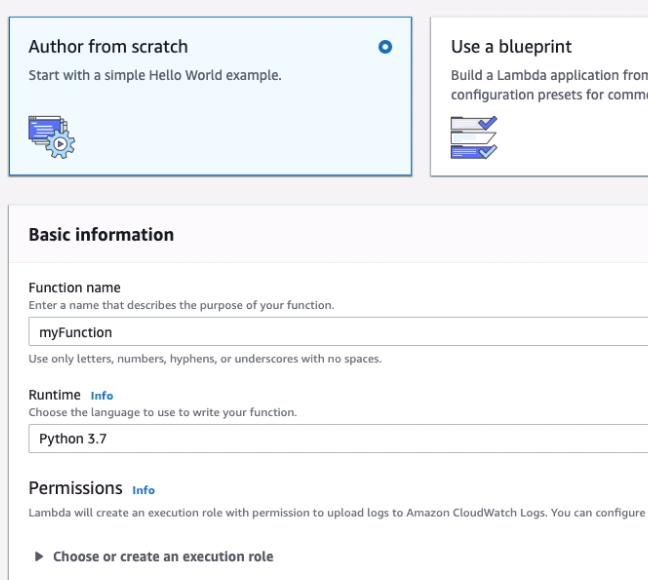 Author from scratch
Start with a simple Hello World example.
Use a blueprint
Build a Lambda application from
configuration presets for
Basic information
Function name
Enter a name that describes the purpose of your function.
myFunction
Use only letters, numbers, hyphens, or underscores with no spaces.
Runtime Info
Choose the language to use to write your function.
Python 3.7
Permissions Info
Lambda will create an execution role with permission to upload logs to Amazon CloudWatch Logs. You can configure
Choose or create an execution role